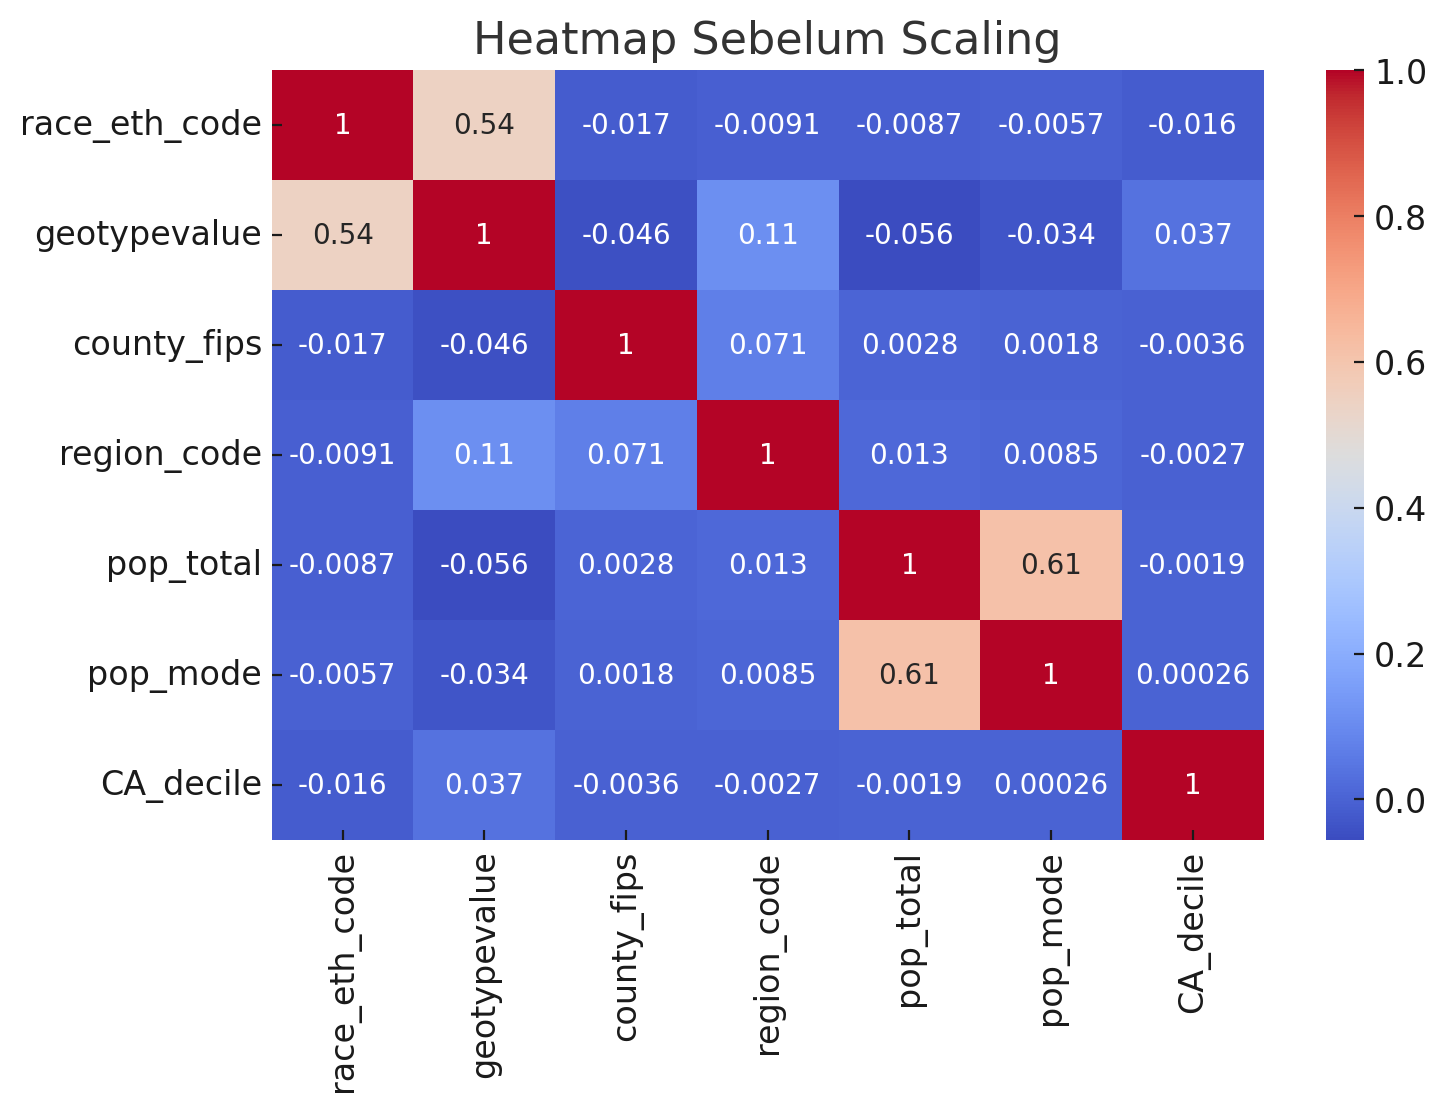 Heatmap Sebelum Scaling
race_eth_code 1 0.54 -0.017 -0.0091 -0.0087 -0.0057 -0.016
geotypevalue 0.54 1 -0.046 0.11 -0.056 -0.034 0.037
county_fips -0.017 -0.046 1 0.071 0.0028 0.0018 -0.0036
region_code -0.0091 0.11 0.071 1 0.013 0.0085 -0.0027
pop_total -0.0087 -0.056 0.0028 0.013 1 0.61 -0.0019
pop_mode -0.0057 -0.034 0.0018 0.0085 0.61 1 0.00026
CA_decile -0.016 0.037 -0.0036 -0.0027 -0.0019 0.00026 1
race_eth_code
geotypevalue
county_fips
region_code
pop_total
pop_mode
CA_decile
1.0
0.8
0.6
0.4
0.2
0.0